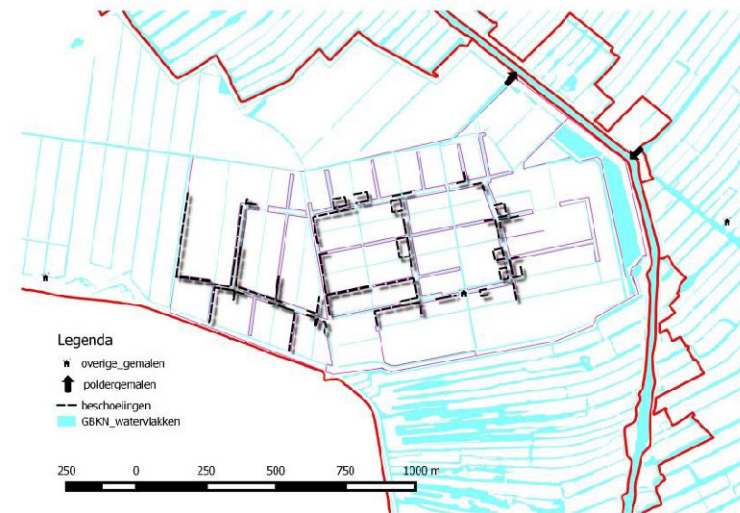 Legenda
overige_gemalen
poldergemalen
beschoeiingen
GBKN_watervlakken
250 0 250 500 750 1000 m